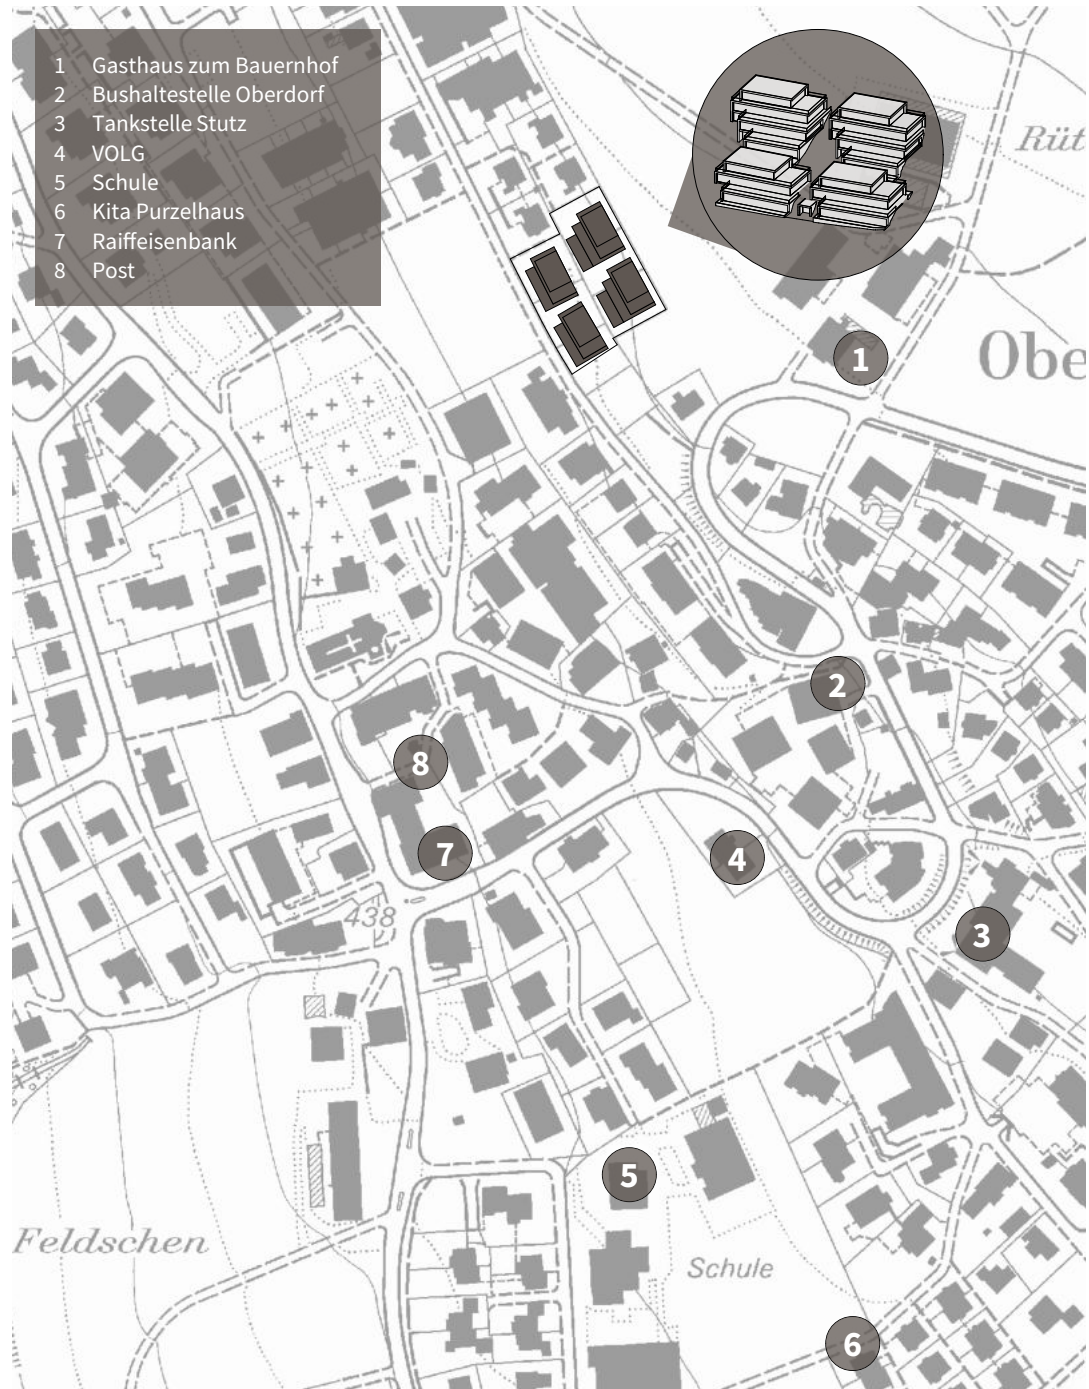 1 Gasthaus zum Bauernhof
2 Bushaltestelle Oberdorf
3 Tankstelle Stutz
4 VOLG
5 Schule
6 Kita Purzelhaus
7 Raiffeisenbank
8 Post
Rüt
1
Obe
2
8
7
4
438
3
5
Feldschen
Schule
6